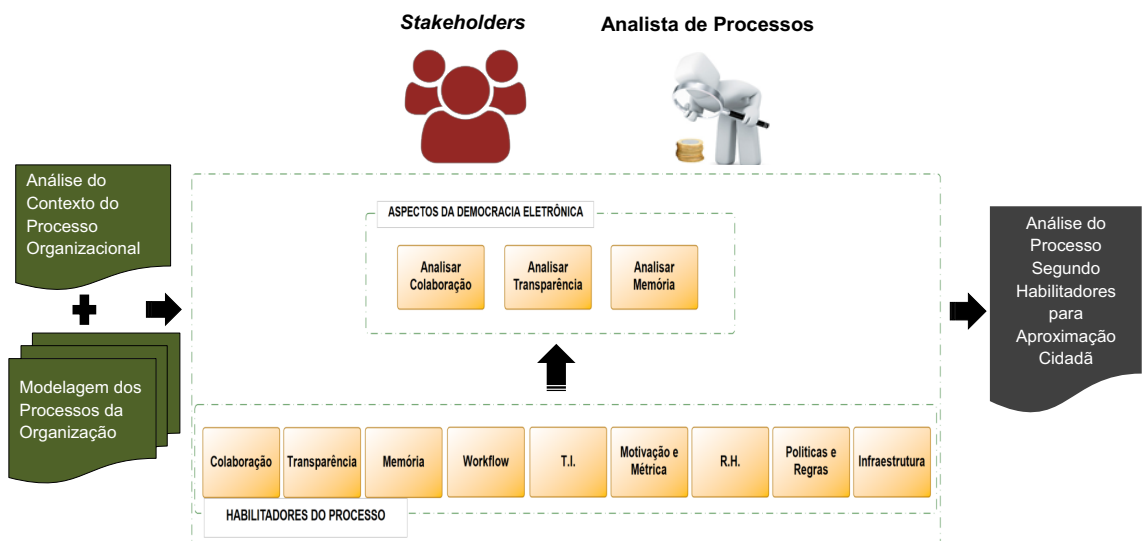 Stakeholders
Analista de Processos
Análise do
Contexto do
Processo
Organizacional
Modelagem dos
Processos da
Organização
ASPECTOS DA DEMOCRACIA ELETRÔNICA
Analisar
Colaboração
Analisar
Transparência
Analisar
Memória
Colaboração
Transparência
Memória
Workflow
T.I.
Motivação e
Métrica
R.H.
Políticas e
Regras
Infraestrutura
HABILITADORES DO PROCESSO
Análise do
Processo
Segundo
Habilitadores
para
Aproximação
Cidadã